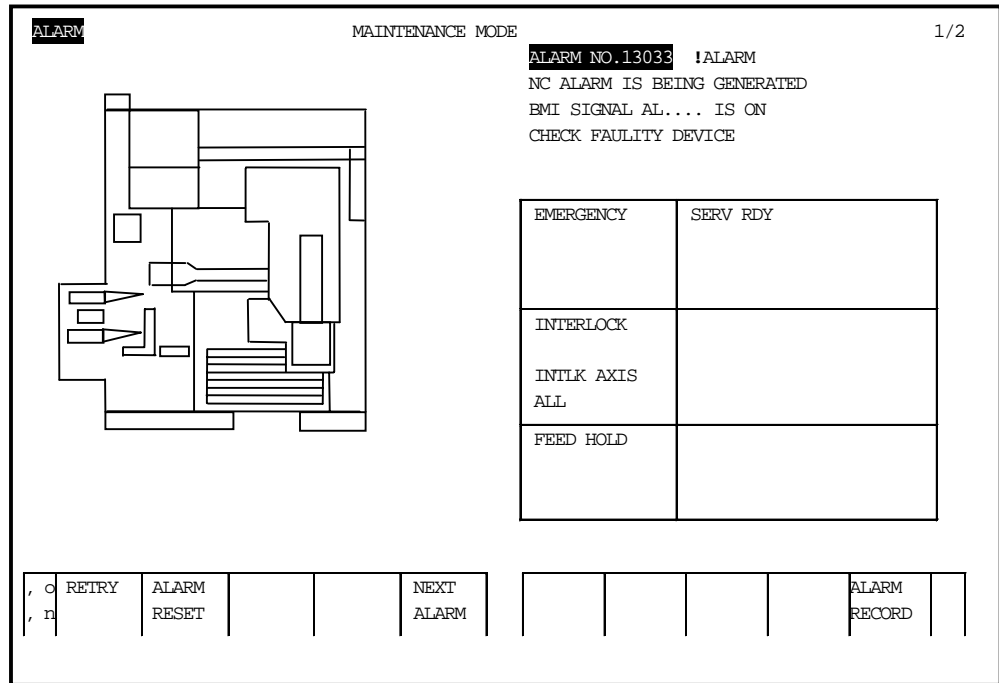 ALARM MAINTENANCE MODE 1/2
ALARM NO.13033 !ALARM
NC ALARM IS BEING GENERATED
BMI SIGNAL AL.... IS ON
CHECK FAULITY DEVICE
EMERGENCY SERV RDY
INTERLOCK
INTLK AXIS
ALL
FEED HOLD
, o RETRY ALARM NEXT ALARM
, n RESET ALARM RECORD